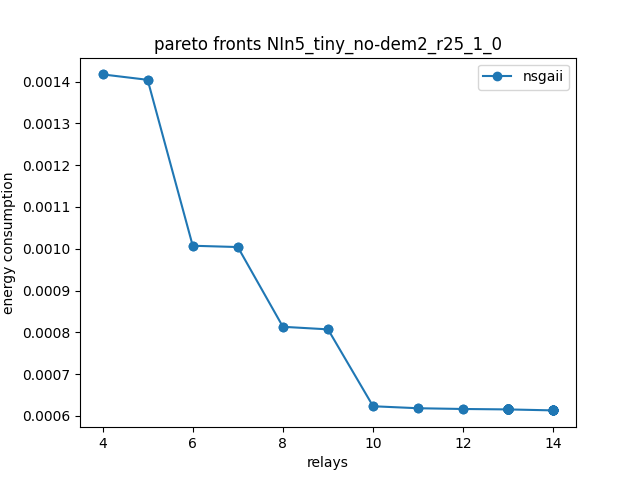 pareto fronts NIn5_tiny_no-dem2_r25_1_0
nsgaii
0.0014
0.0013
0.0012
0.0011
0.0010
0.0009
0.0008
0.0007
0.0006
energy consumption
4 6 8 10 12 14
relays